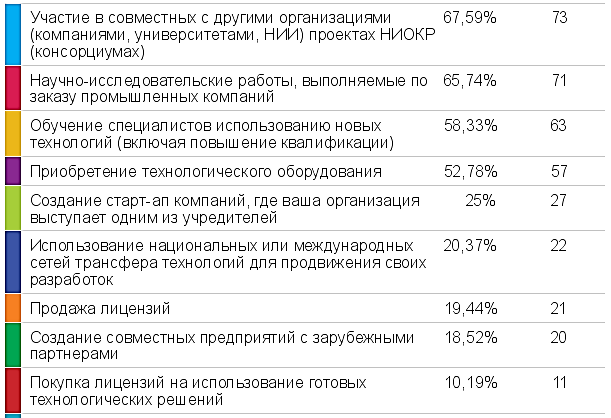 Участие в совместных с другими организациями 67,59% 73
(компаниями, университетами, НИИ) проектах НИОКР
(консорциумах)
Научно-исследовательские работы, выполняемые по 65,74% 71
заказу промышленных компаний
Обучение специалистов использованию новых 58,33% 63
технологий (включая повышение квалификации)
Приобретение технологического оборудования 52,78% 57
Создание старт-ап компаний, где ваша организация 25% 27
выступает одним из учредителей
Использование национальных или международных 20,37% 22
сетей трансфера технологий для продвижения своих
разработок
Продажа лицензий 19,44% 21
Создание совместных предприятий с зарубежными 18,52% 20
партнерами
Покупка лицензий на использование готовых 10,19% 11
технологических решений